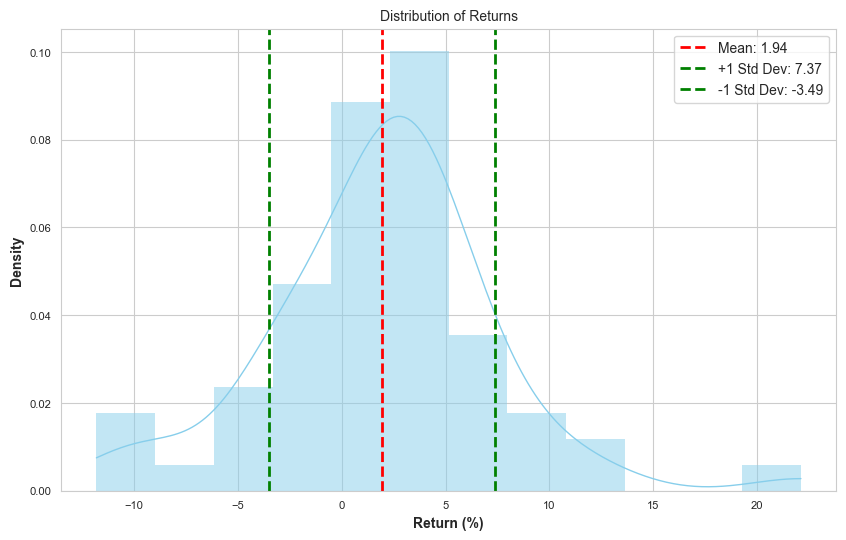 Distribution of Returns
Mean: 1.94
+1 Std Dev: 7.37
-1 Std Dev: -3.49
0.10
0.08
0.06
0.04
0.02
0.00
Density
−10
−5
0
5
10
15
20
Return (%)